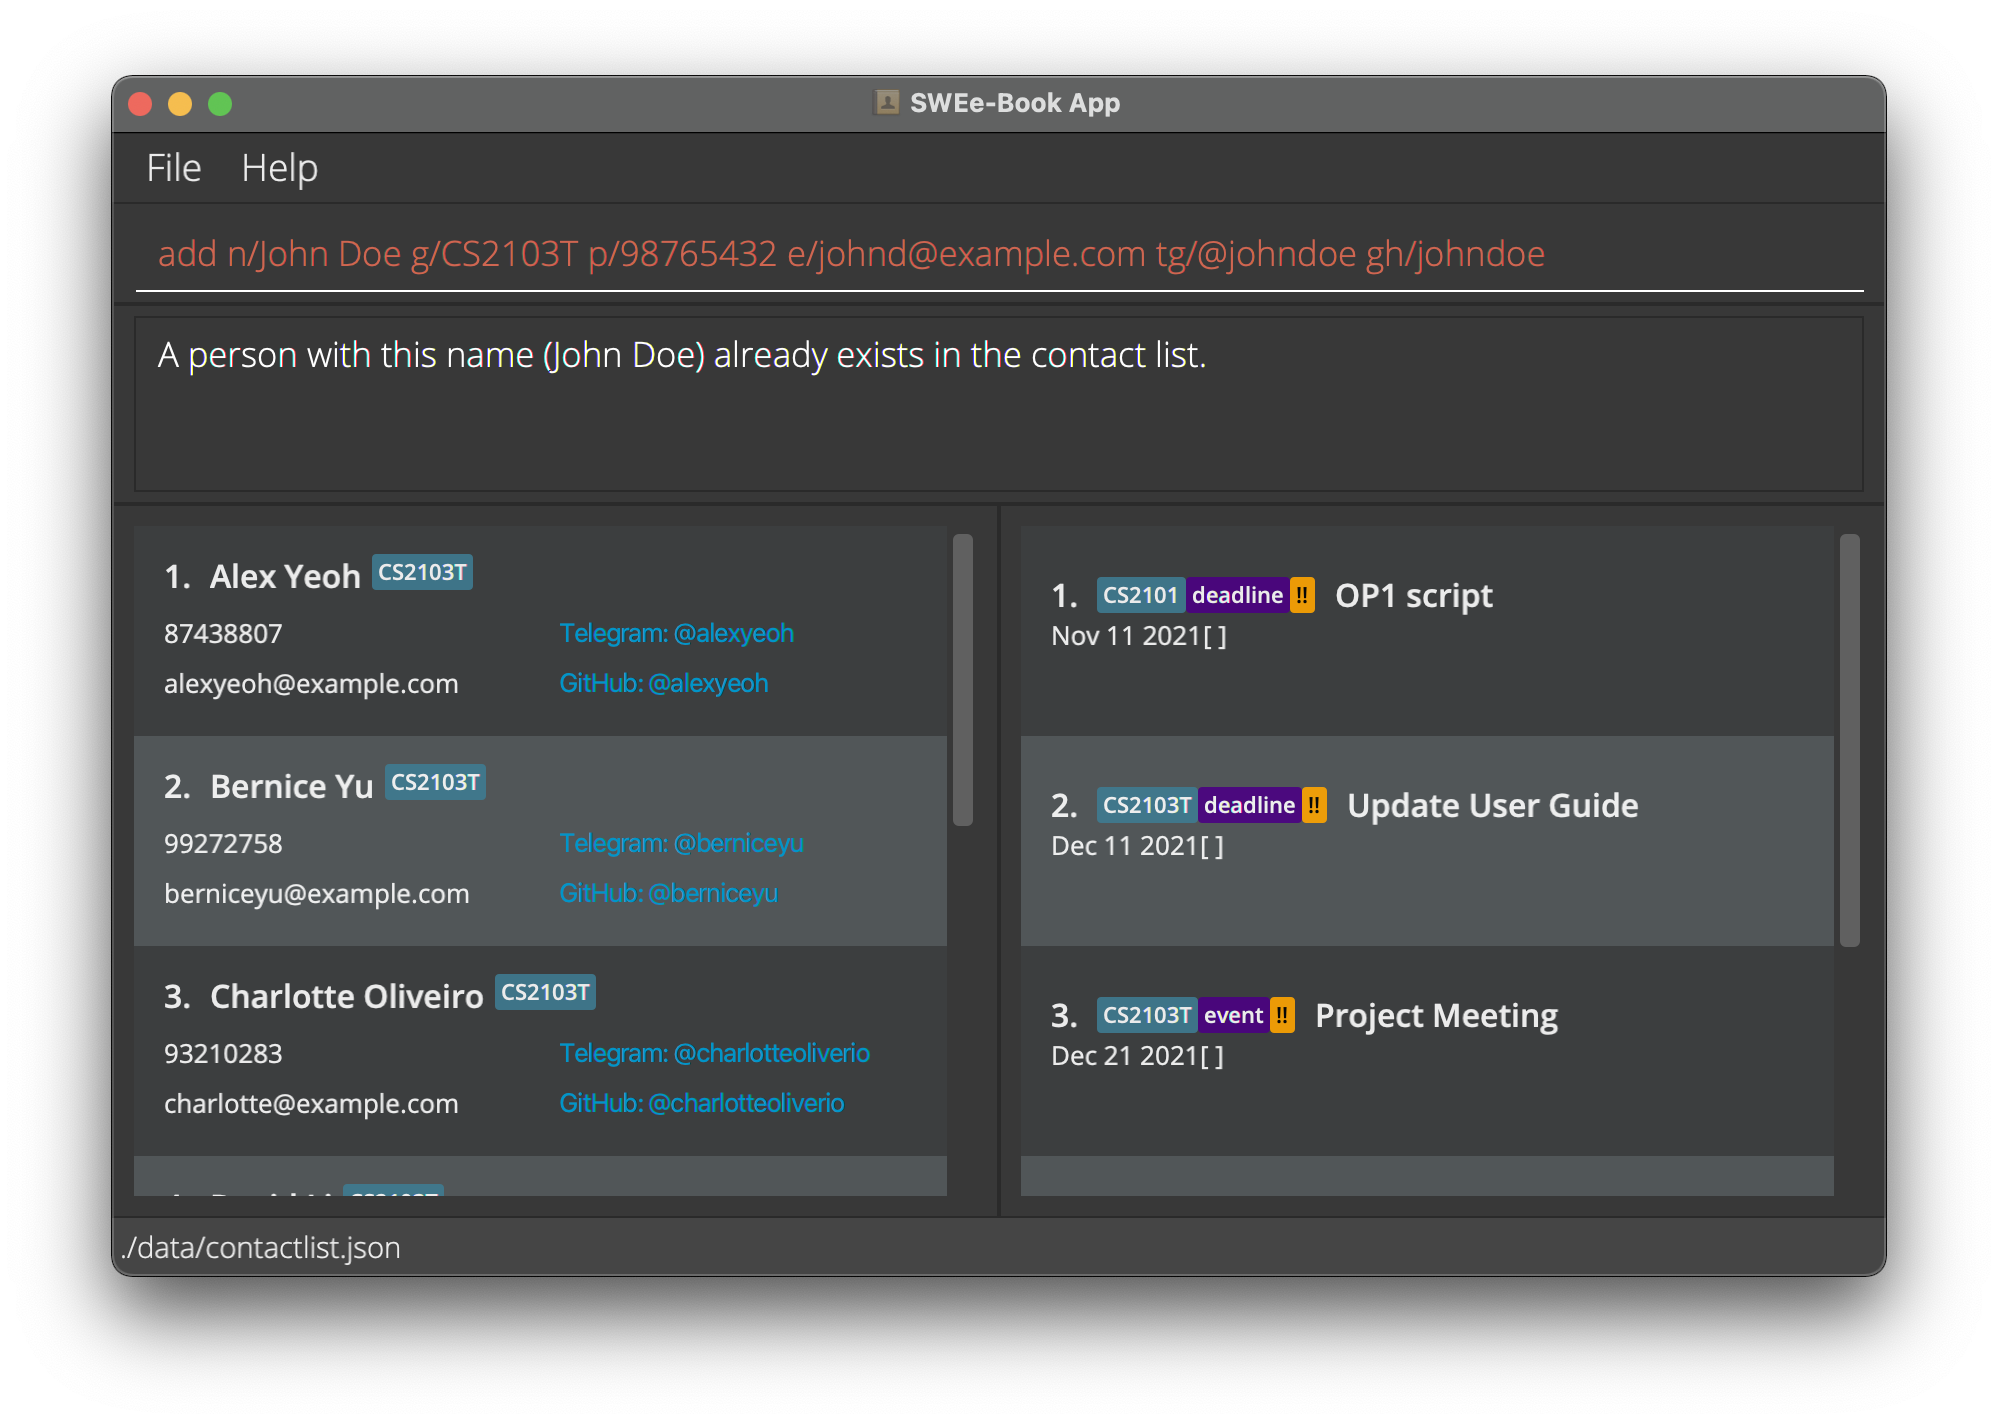 SWEe-Book App
File Help
add n/John Doe g/CS2103T p/98765432 e/johnd@example.com tg/@johndoe gh/johndoe
A person with this name (John Doe) already exists in the contact list.
1. Alex Yeoh CS2103T
87438807 Telegram: @alexyeoh
alexyeoh@example.com GitHub: @alexyeoh
2. Bernice Yu CS2103T
99272758 Telegram: @berniceyu
berniceyu@example.com GitHub: @berniceyu
3. Charlotte Oliveiro CS2103T
93210283 Telegram: @charlotteoliverio
charlotte@example.com GitHub: @charlotteoliverio
1. CS2101 deadline !! OP1 script
Nov 11 2021[ ]
2. CS2103T deadline !! Update User Guide
Dec 11 2021[ ]
3. CS2103T event !! Project Meeting
Dec 21 2021[ ]
./data/contactlist.json